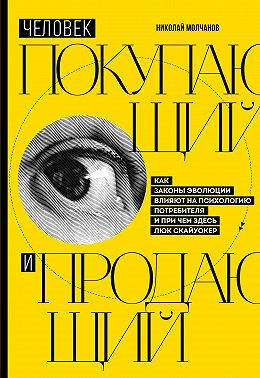 ЧЕЛОВЕК
НИКОЛАЙ МОЛЧАНОВ
ПОКУПАЮ
ЩИЙ
КАК
ЗАКОНЫ ЭВОЛЮЦИИ
ВЛИЯЮТ НА ПСИХОЛОГИЮ
ПОТРЕБИТЕЛЯ
И ПРИ ЧЕМ ЗДЕСЬ
ЛЮК СКАЙУОКЕР
И ПРОДАЮ
ЩИЙ